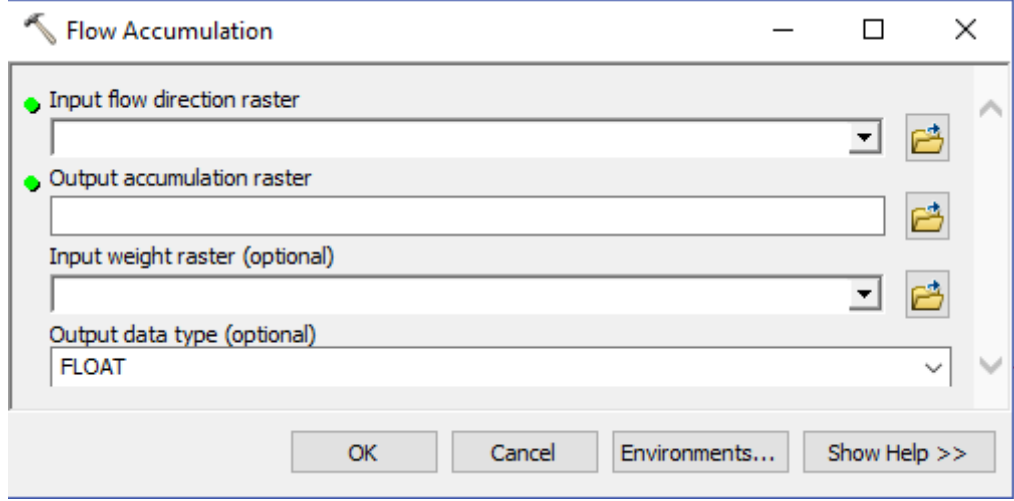 Flow Accumulation
Input flow direction raster
Output accumulation raster
Input weight raster (optional)
Output data type (optional)
FLOAT
OK Cancel Environments... Show Help >>